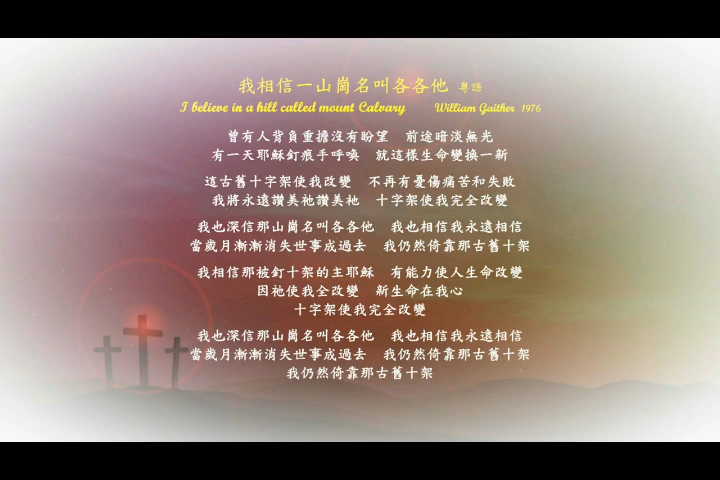 我相信一山崗名叫各各他 粵語
I believe in a hill called mount Calvary William Gaither 1976
曾有人背負重擔沒有盼望 前途暗淡無光
有一天耶穌釘痕手呼喚 就這樣生命變換一新
這古舊十字架使我改變 不再有憂傷痛苦和失敗
我將永遠讚美祂讚美祂 十字架使我完全改變
我也深信那山崗名叫各各他 我也相信我永遠相信
當歲月漸漸消失世事成過去 我仍然倚靠那古舊十架
我相信那被釘十架的主耶穌 有能力使人生命改變
因祂使我全改變 新生命在我心
十字架使我完全改變
我也深信那山崗名叫各各他 我也相信我永遠相信
當歲月漸漸消失世事成過去 我仍然倚靠那古舊十架
我仍然倚靠那古舊十架